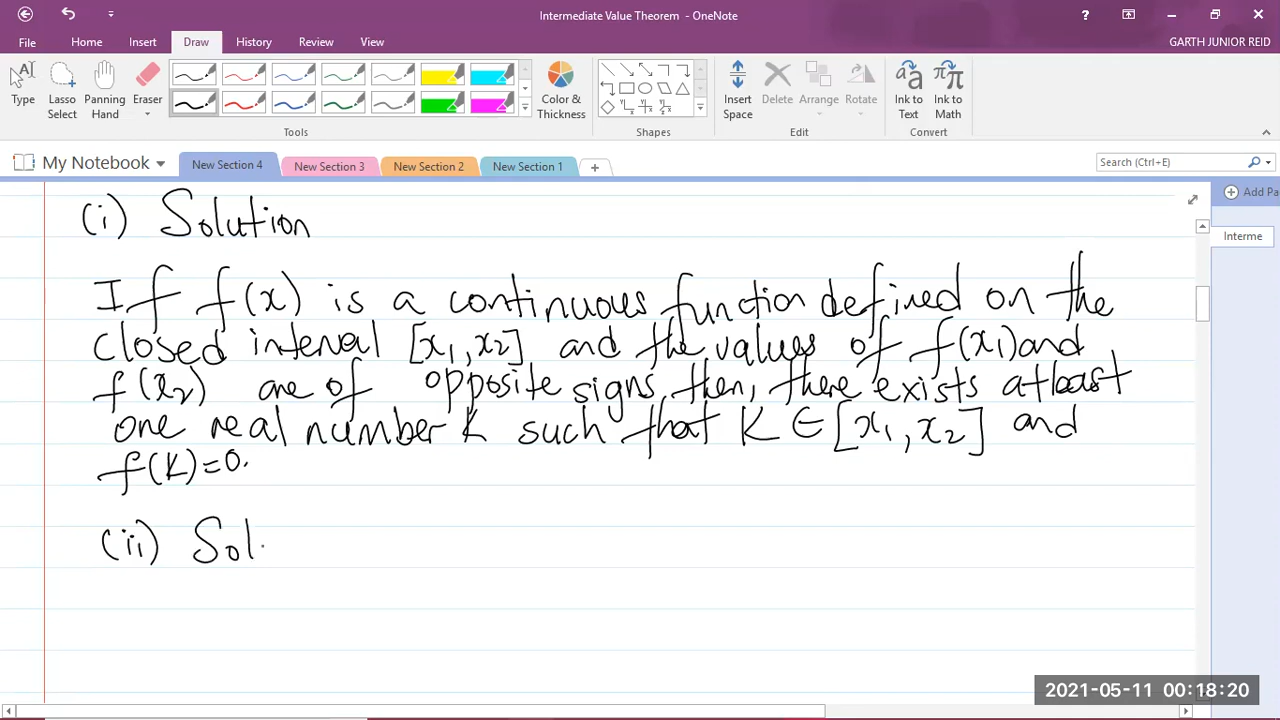 Intermediate Value Theorem - OneNote
File Home Insert Draw History Review View GARTH JUNIOR REID
Type Lasso Select Panning Hand Eraser Color & Thickness Insert Space Delete Arrange Rotate Ink to Text Ink to Math
Tools Shapes Edit Convert
My Notebook New Section 4 New Section 3 New Section 2 New Section 1 Search (Ctrl+E)
Add Pa
Interme
(i) Solution
If f(x) is a continuous function defined on the
closed interval [x1, x2] and the values of f(x1) and
f(x2) are of opposite signs then, there exists atleast
one real number K such that K ∈ [x1, x2] and
f(K)=0.
(ii) Sol
2021-05-11 00:18:20